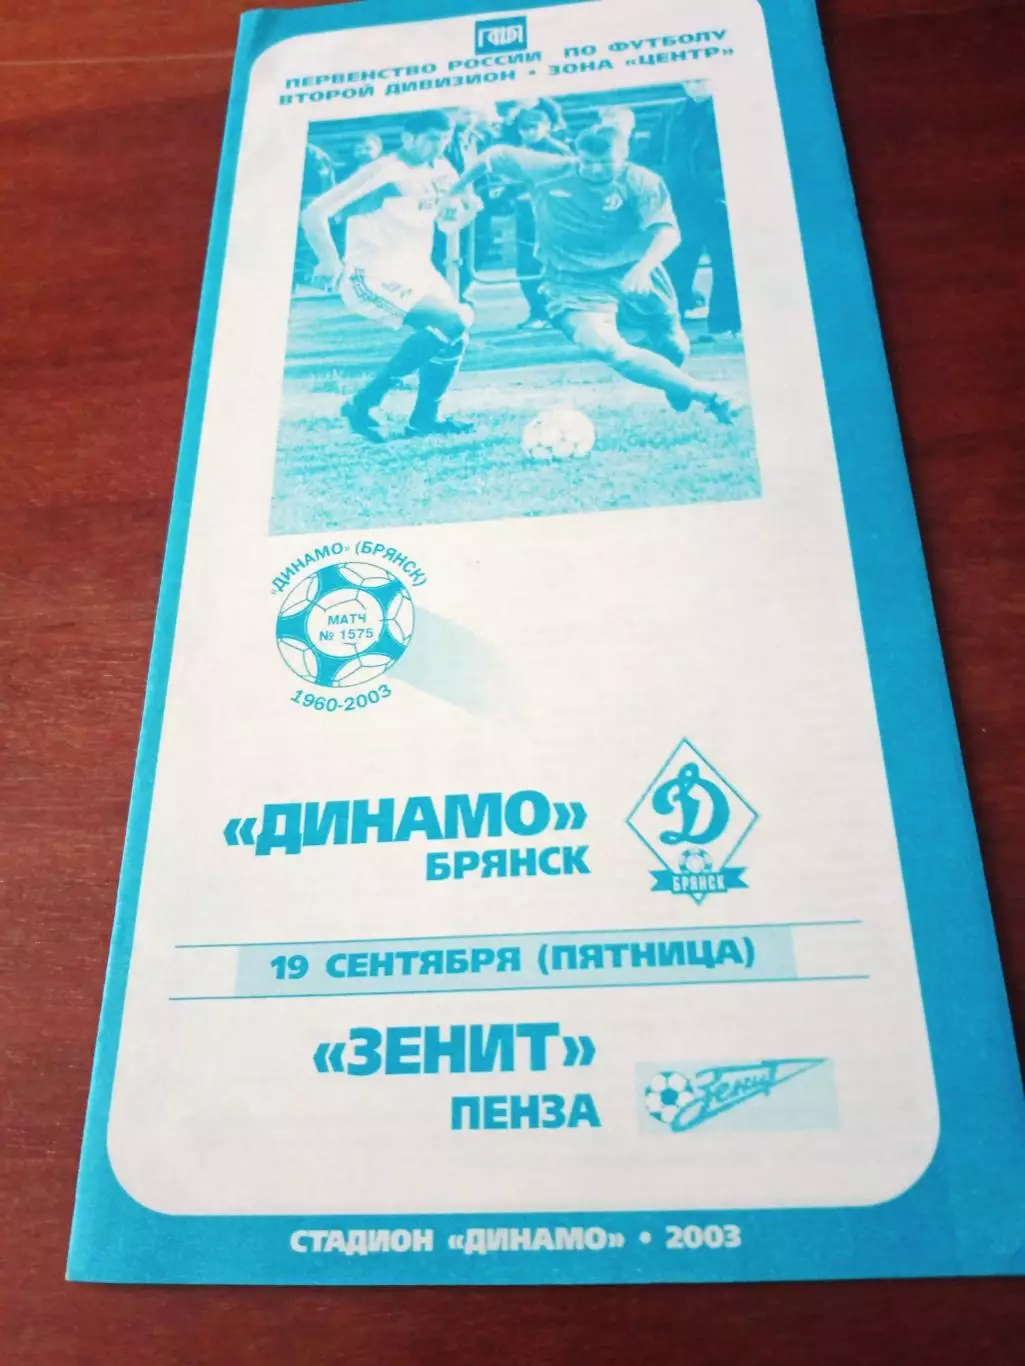 ПЕРВЕНСТВО РОССИИ ПО ФУТБОЛУ
ВТОРОЙ ДИВИЗИОН • ЗОНА «ЦЕНТР»
Д
«ДИНАМО» (БРЯНСК)
МАТЧ
№ 1575
1960-2003
«ДИНАМО»
БРЯНСК
Д
БРЯНСК
19 СЕНТЯБРЯ (ПЯТНИЦА)
«ЗЕНИТ»
ПЕНЗА
Зенит
СТАДИОН «ДИНАМО» • 2003